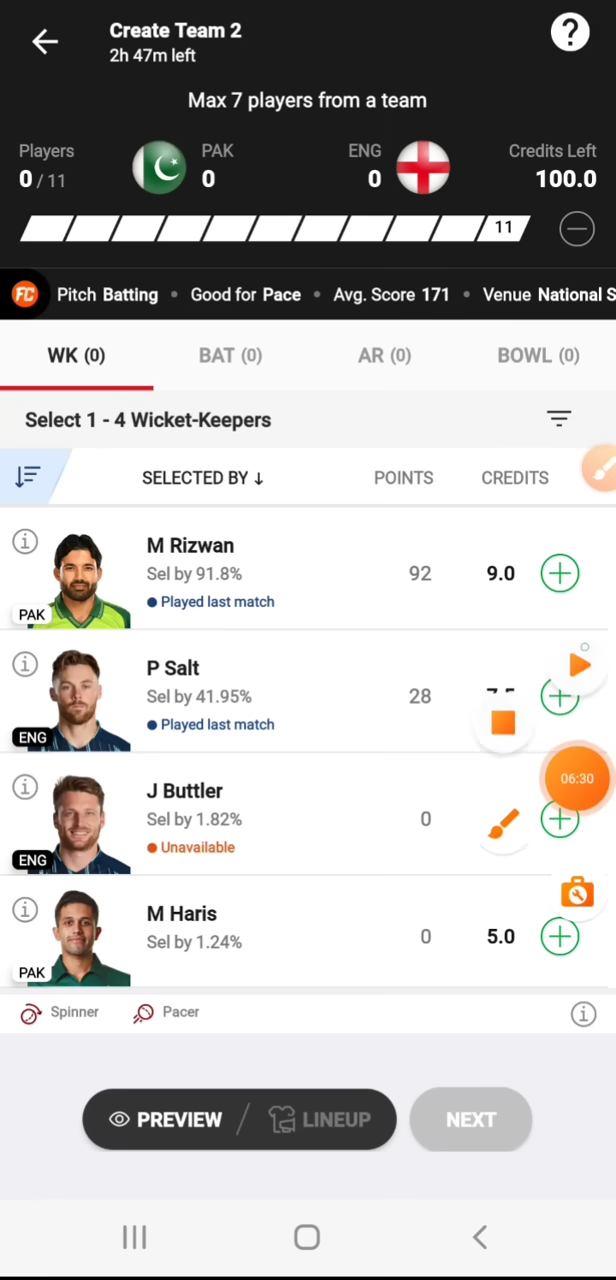 Create Team 2
2h 47m left
?
Max 7 players from a team
Players
0 / 11
PAK
0
ENG
0
Credits Left
100.0
11
FC Pitch Batting • Good for Pace • Avg. Score 171 • Venue National S
WK (0) BAT (0) AR (0) BOWL (0)
Select 1 - 4 Wicket-Keepers
SELECTED BY ↓ POINTS CREDITS
M Rizwan
Sel by 91.8%
Played last match
PAK
92 9.0
P Salt
Sel by 41.95%
Played last match
ENG
28
J Buttler
Sel by 1.82%
Unavailable
ENG
0
06:30
M Haris
Sel by 1.24%
PAK
0 5.0
Spinner Pacer
PREVIEW / LINEUP NEXT